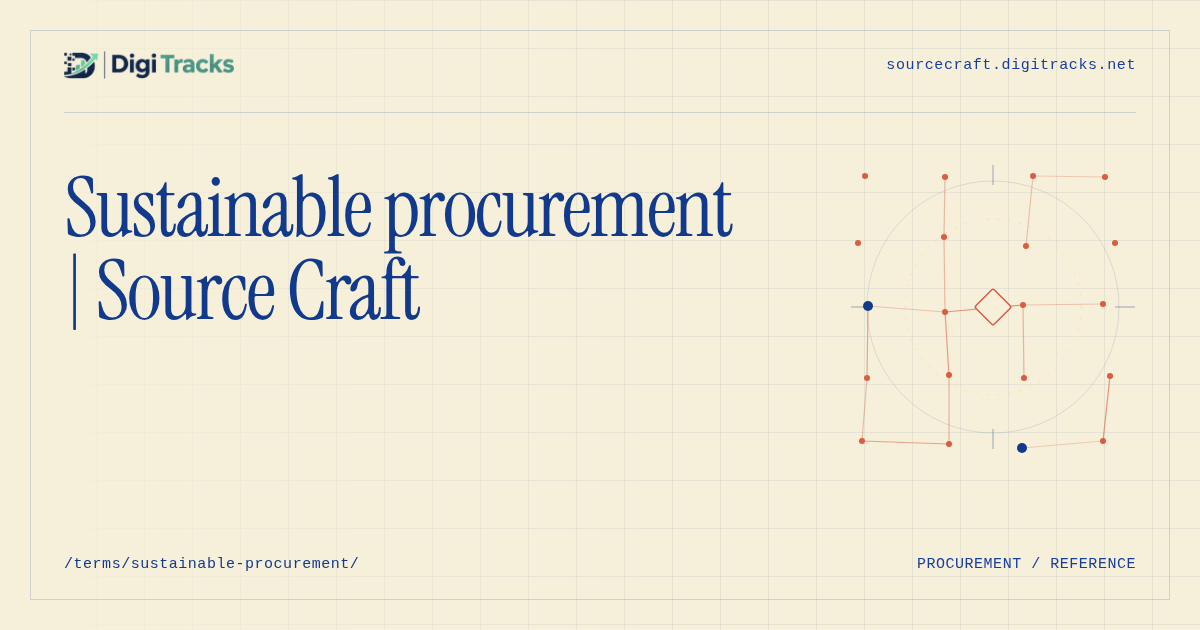 Digi Tracks
sourcecraft.digitracks.net
Sustainable procurement
| Source Craft
/terms/sustainable-procurement/
PROCUREMENT / REFERENCE